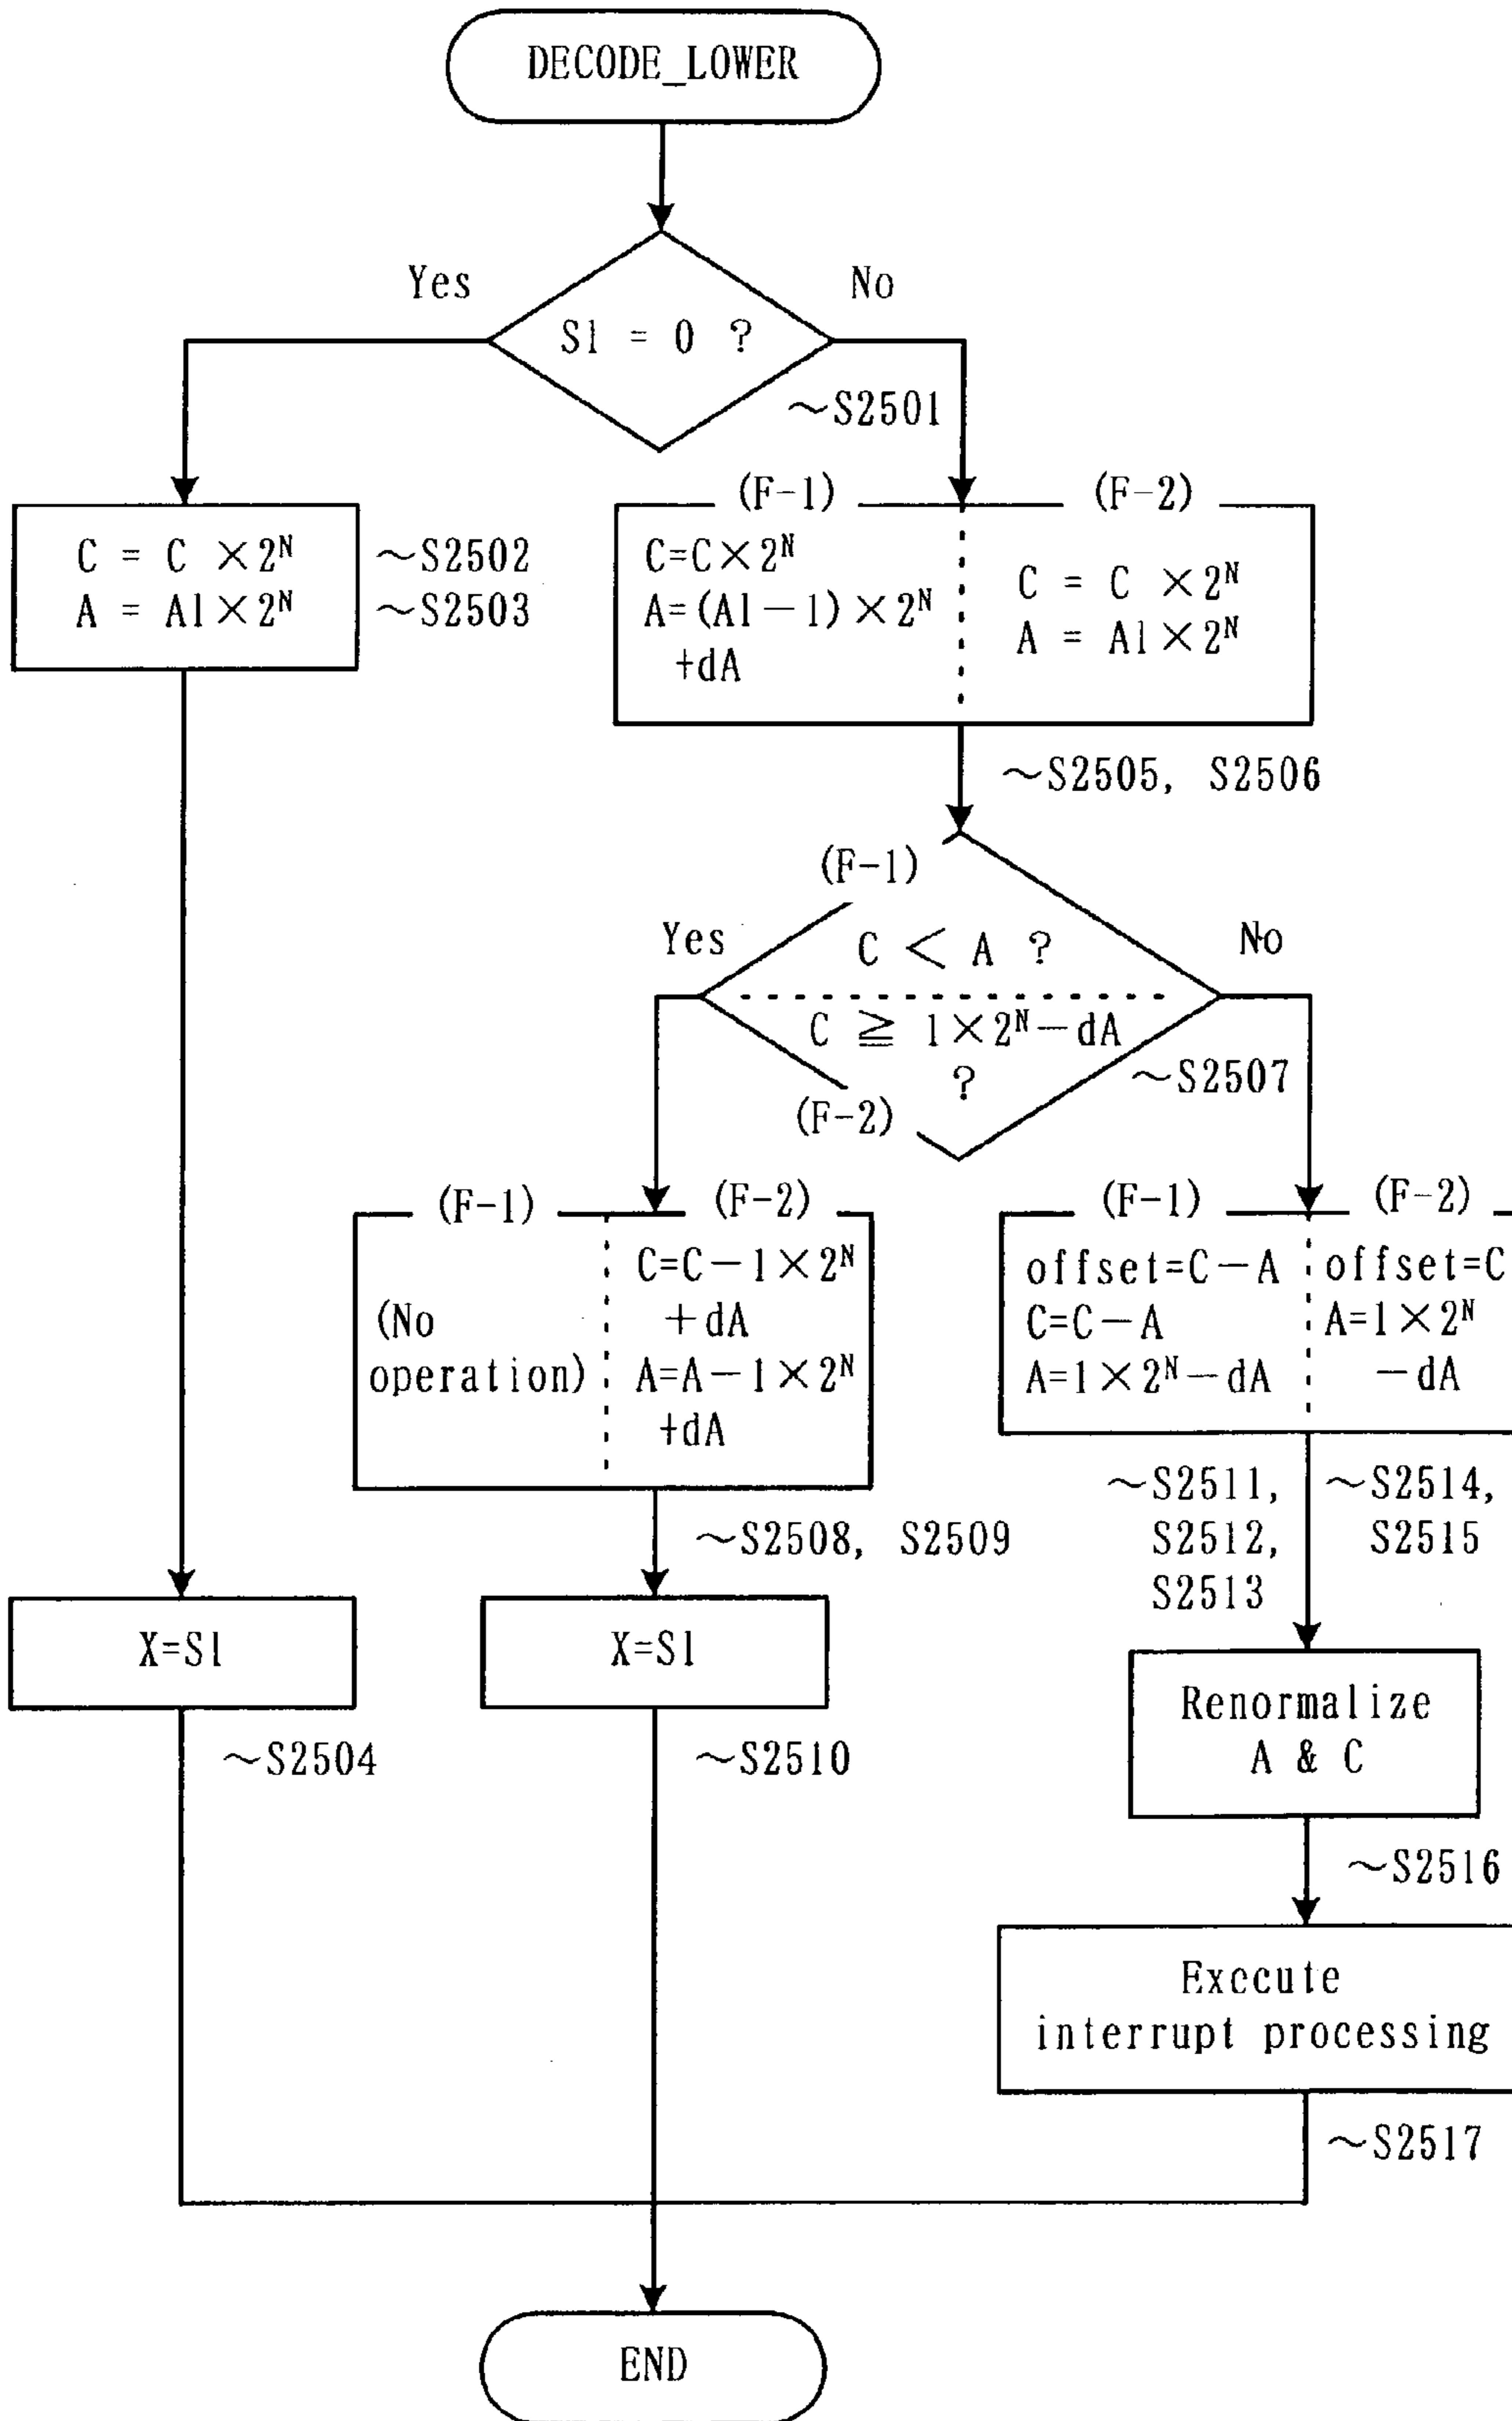 DECODE_LOWER
Yes
No
S1 = 0 ?
~S2501
C = C ×2^N
A = A1×2^N
~S2502
~S2503
(F-1)
(F-2)
C=C×2^N
A=(A1-1)×2^N
+dA
C = C ×2^N
A = A1×2^N
~S2505, S2506
(F-1)
Yes
No
C < A ?
C ≧ 1×2^N-dA
?
(F-2)
~S2507
(F-1)
(F-2)
(No
operation)
C=C-1×2^N
+dA
A=A-1×2^N
+dA
(F-1)
(F-2)
offset=C-A
C=C-A
A=1×2^N-dA
offset=C
A=1×2^N
-dA
~S2508, S2509
~S2511,
S2512,
S2513
~S2514,
S2515
X=S1
~S2504
X=S1
~S2510
Renormalize
A & C
~S2516
Execute
interrupt processing
~S2517
END